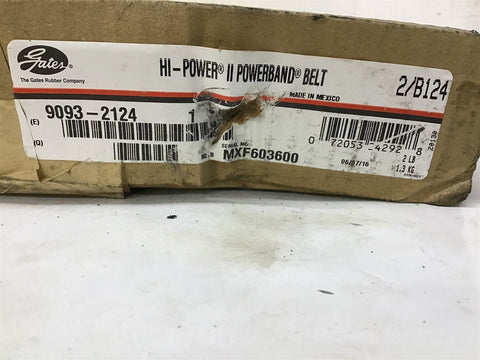 Gates
The Gates Rubber Company
HI-POWER® II POWERBAND® BELT
2/B124
MADE IN MEXICO
(E) 9093-2124 1
(O)
SERIAL NO:
MXF603600
0 72053 4292 8
06/07/16
2 LB
1.3 KG